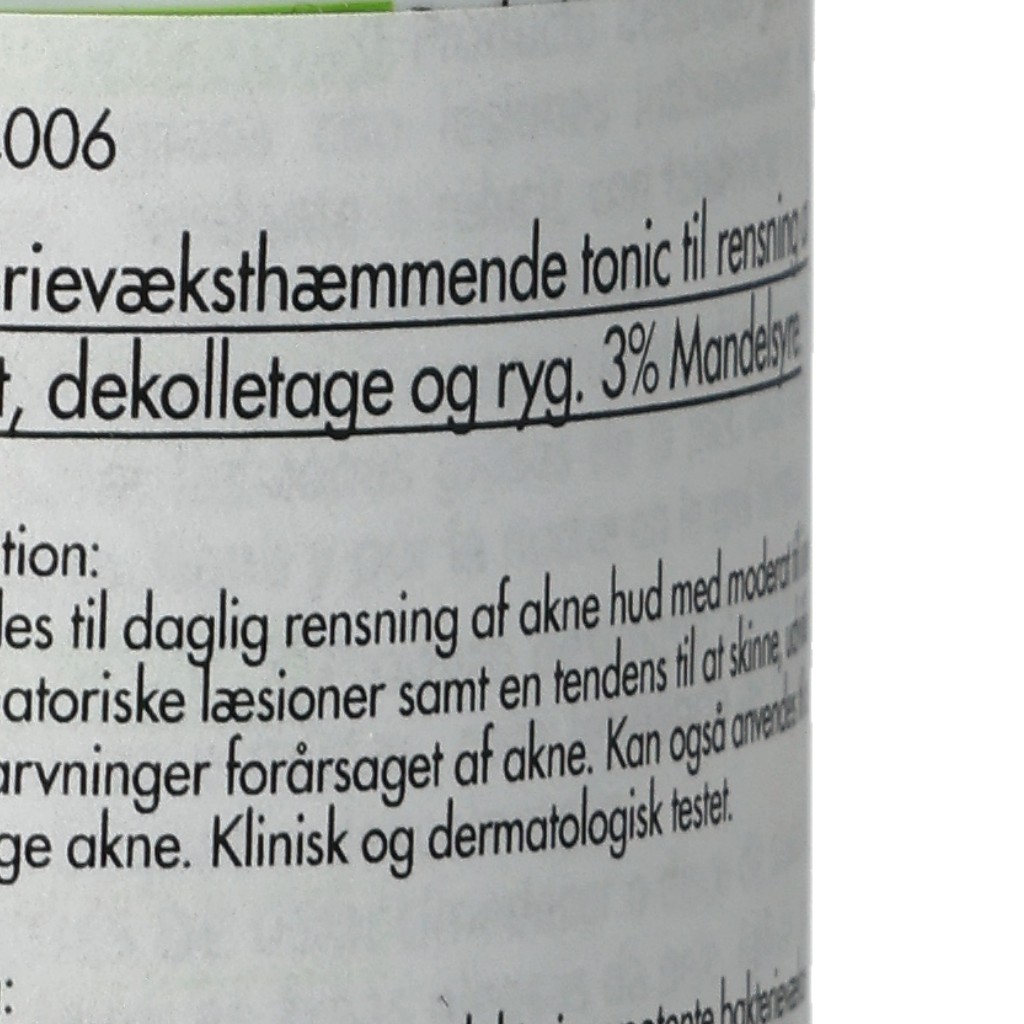 006
rievæksthæmmende tonic til rensning
t, dekolletage og ryg. 3% Mandelsyre
tion:
les til daglig rensning af akne hud med moderat
atoriske læsioner samt en tendens til at skinne,
arvninger forårsaget af akne. Kan også anvendes
ge akne. Klinisk og dermatologisk testet.